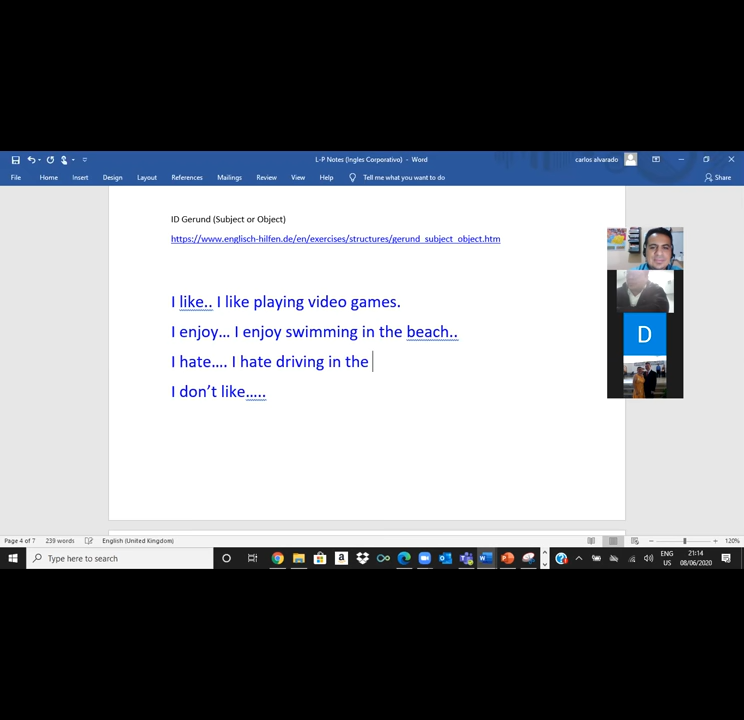 L-P Notes (Ingles Corporativo) - Word
carlos alvarado
File Home Insert Design Layout References Mailings Review View Help Tell me what you want to do Share
ID Gerund (Subject or Object)
https://www.englisch-hilfen.de/en/exercises/structures/gerund_subject_object.htm
I like.. I like playing video games.
I enjoy… I enjoy swimming in the beach..
I hate…. I hate driving in the
I don’t like…..
D
Page 4 of 7 239 words English (United Kingdom) 120%
Type here to search
ENG
US
21:14
08/06/2020